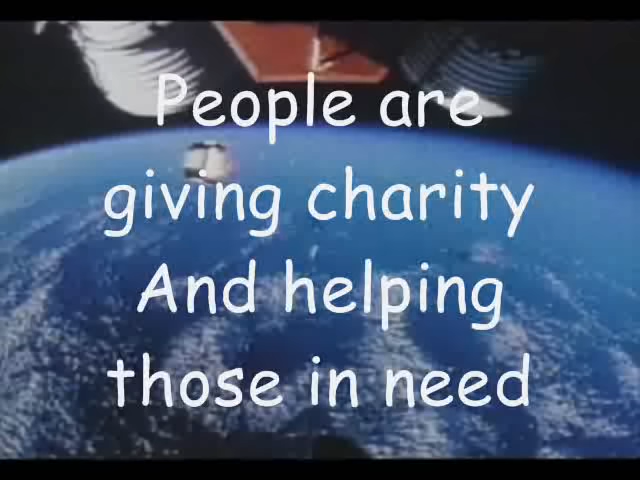 People are
giving charity
And helping
those in need